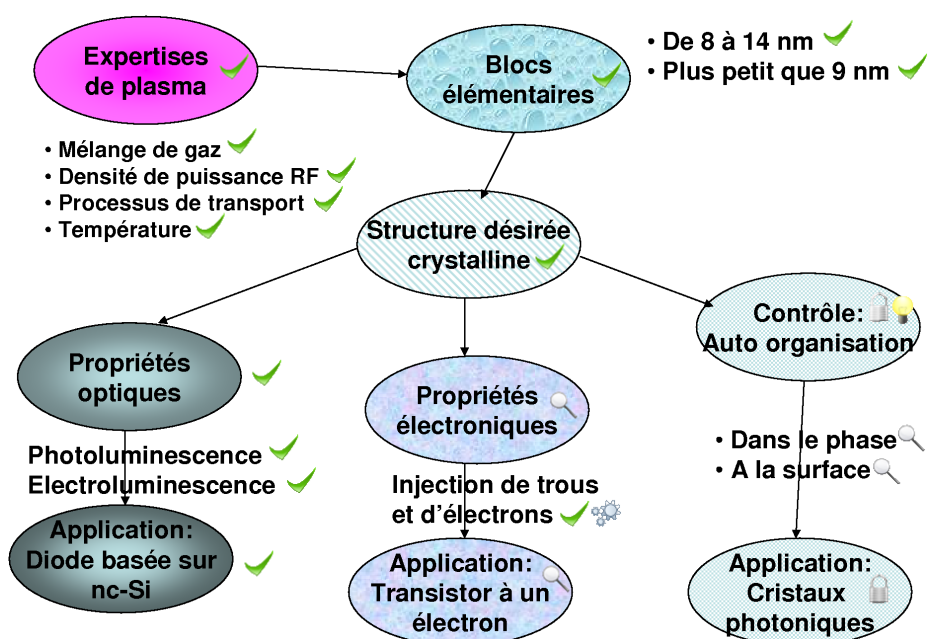 Expertises
de plasma
Blocs
élémentaires
• De 8 à 14 nm
• Plus petit que 9 nm
• Mélange de gaz
• Densité de puissance RF
• Processus de transport
• Température
Structure désirée
crystalline
Contrôle:
Auto organisation
Propriétés
optiques
Propriétés
électroniques
• Dans le phase
• A la surface
Photoluminescence
Electroluminescence
Injection de trous
et d'électrons
Application:
Diode basée sur
nc-Si
Application:
Transistor à un
électron
Application:
Cristaux
photoniques